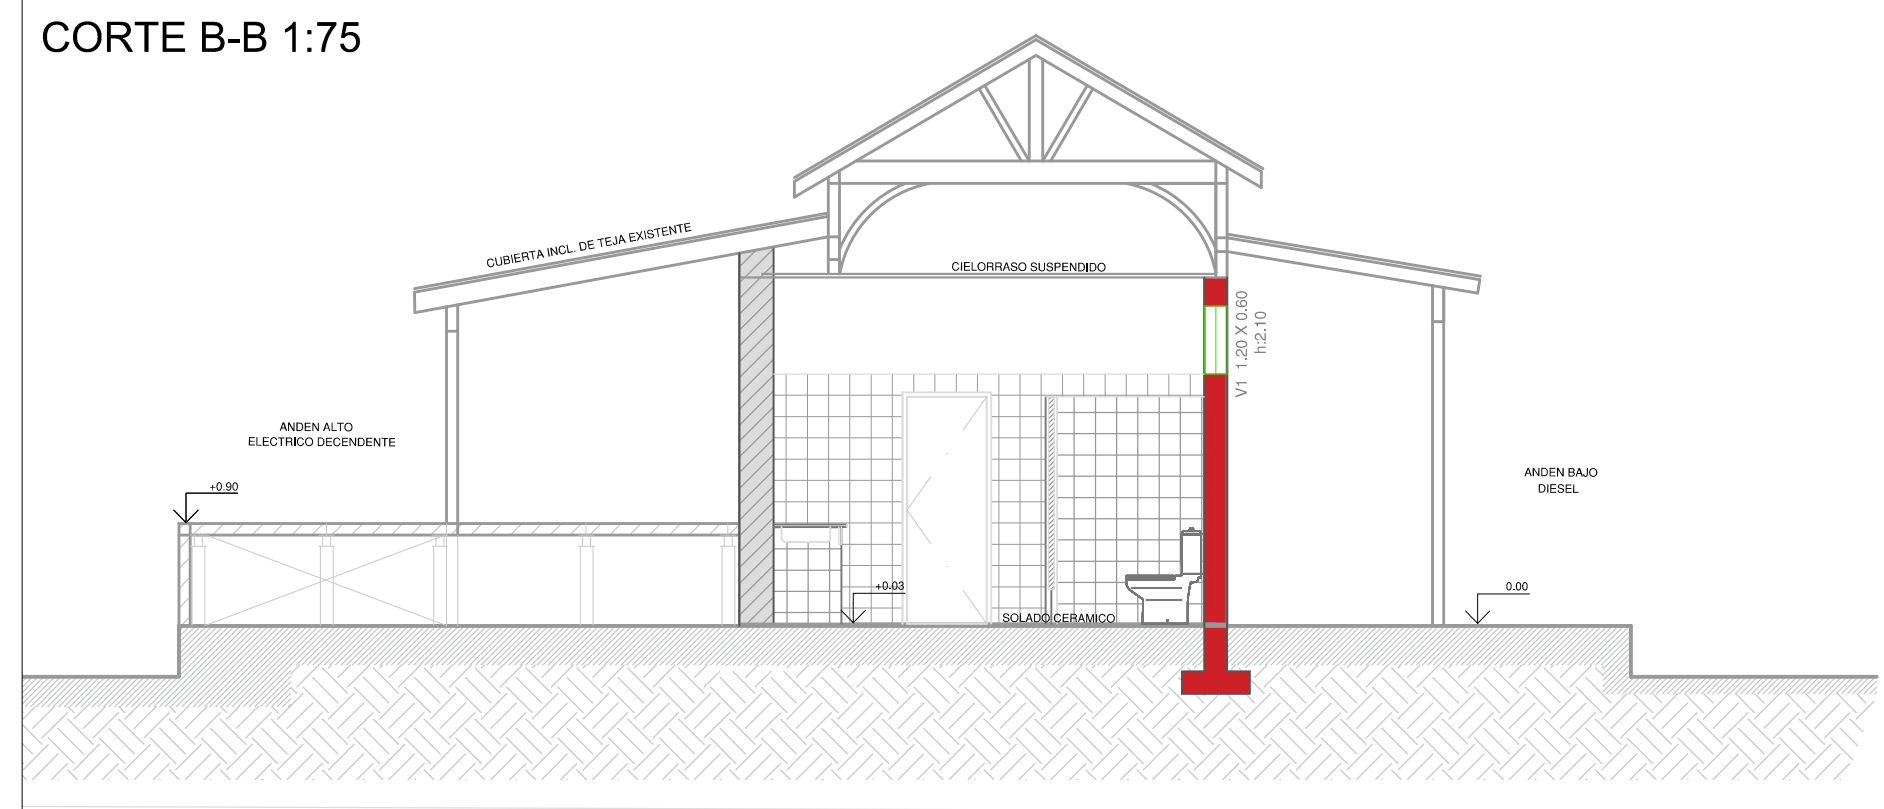 CORTE B-B 1:75
CUBIERTA INCL. DE TEJA EXISTENTE
CIELORRASO SUSPENDIDO
V1 1.20 X 0.60
h:2.10
ANDEN ALTO
ELECTRICO DECENDENTE
+0.90
ANDEN BAJO
DIESEL
+0.03
0.00
SOLADO CERAMICO